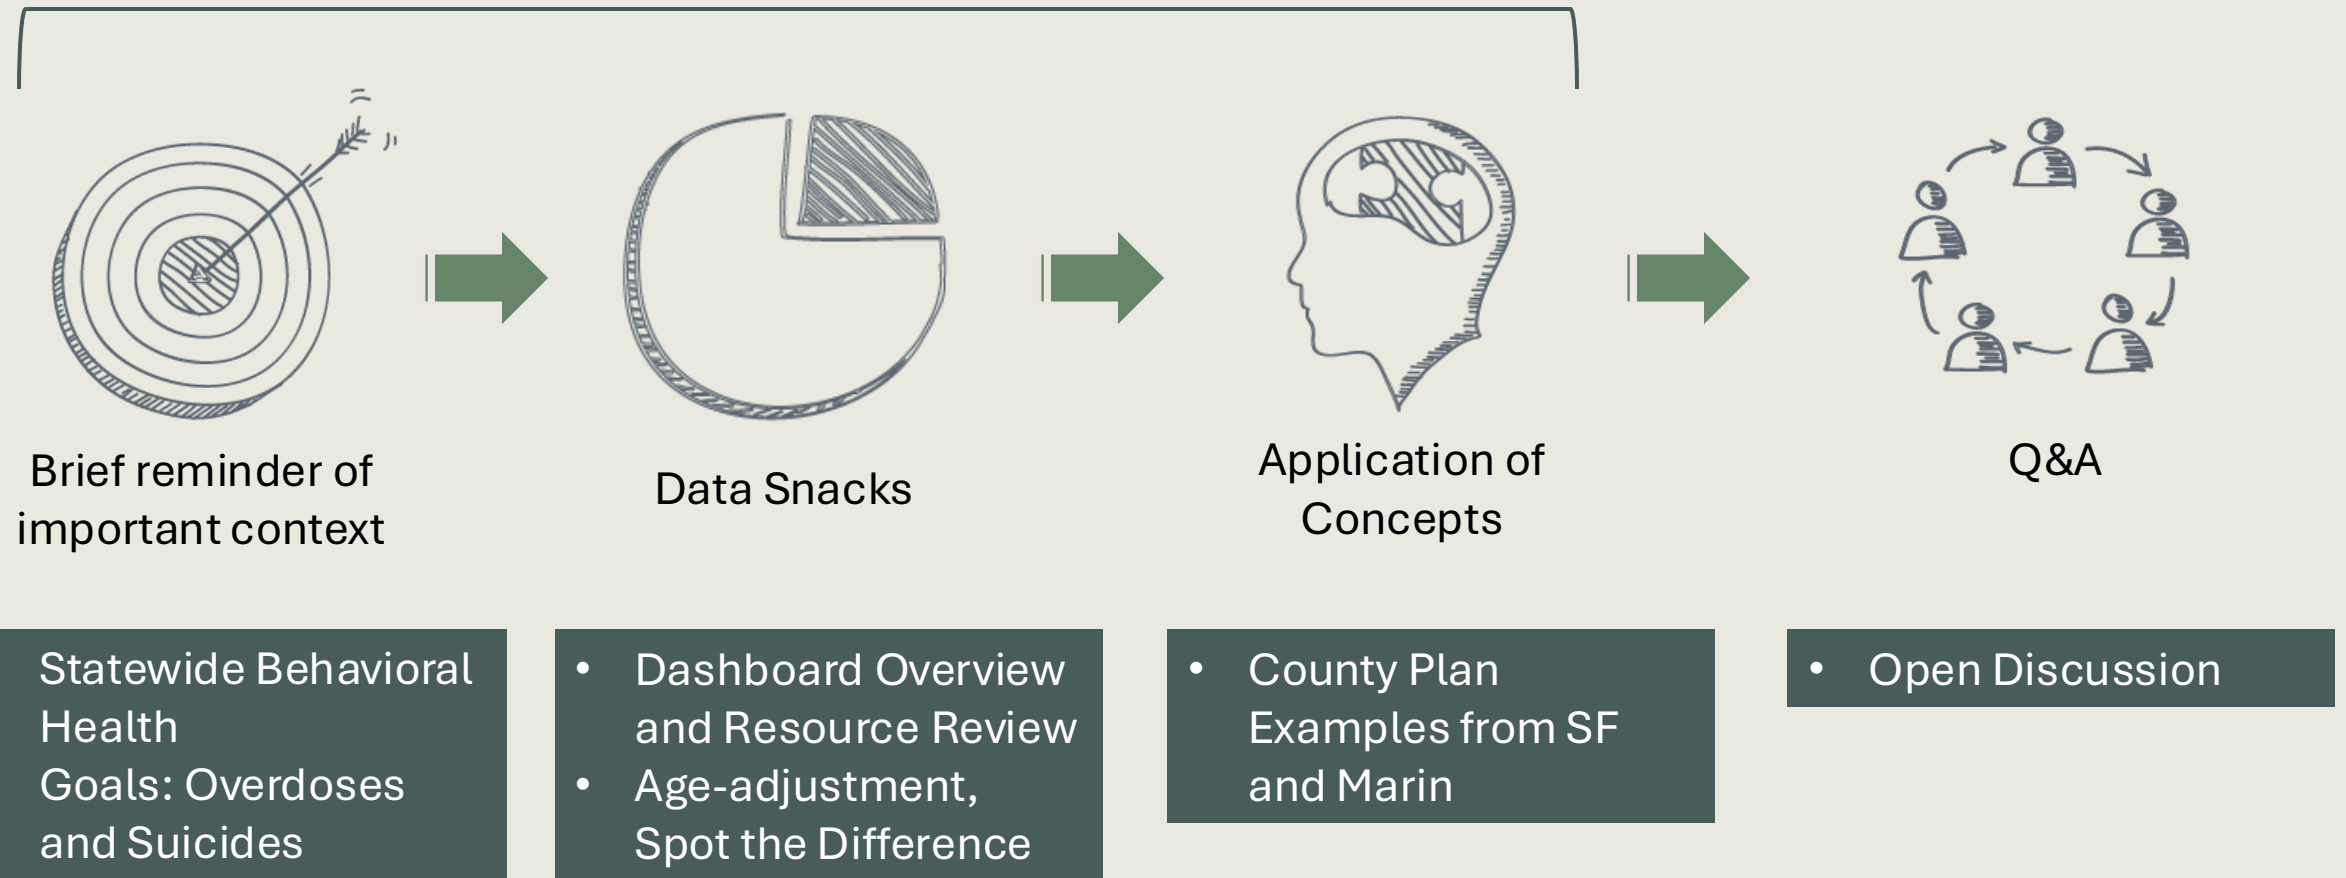 Brief reminder of
important context
Data Snacks
Application of
Concepts
Q&A
Statewide Behavioral
Health
Goals: Overdoses
and Suicides
• Dashboard Overview
and Resource Review
• Age-adjustment,
Spot the Difference
• County Plan
Examples from SF
and Marin
• Open Discussion